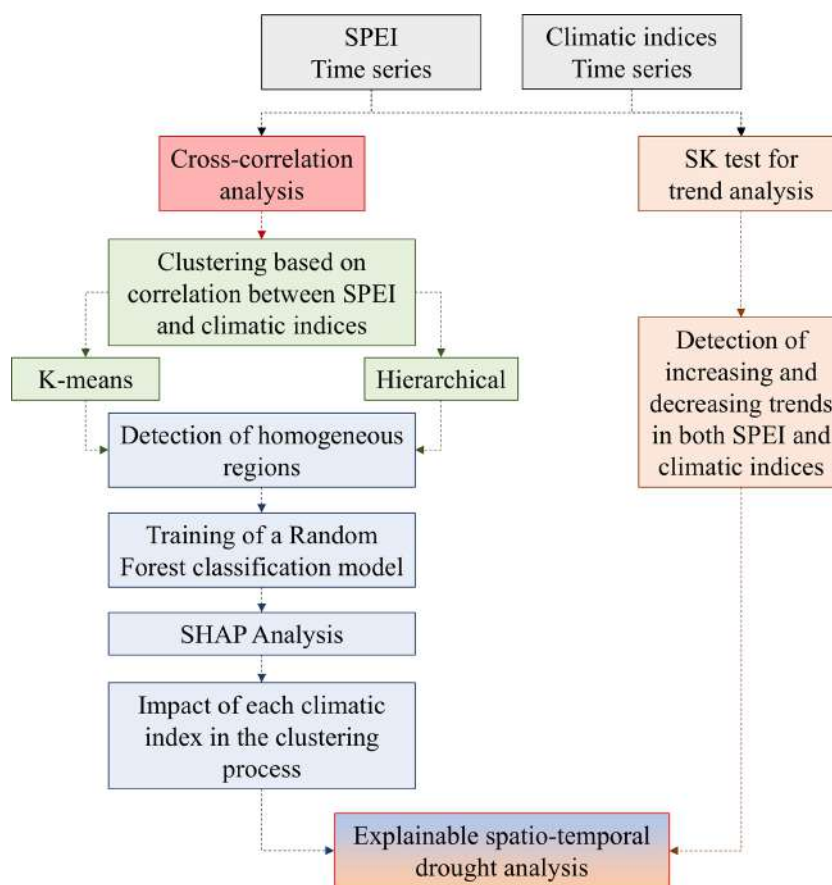 SPEI
Time series
Climatic indices
Time series
Cross-correlation
analysis
SK test for
trend analysis
Clustering based on
correlation between SPEI
and climatic indices
K-means
Hierarchical
Detection of
increasing and
decreasing trends
in both SPEI and
climatic indices
Detection of homogeneous
regions
Training of a Random
Forest classification model
SHAP Analysis
Impact of each climatic
index in the clustering
process
Explainable spatio-temporal
drought analysis